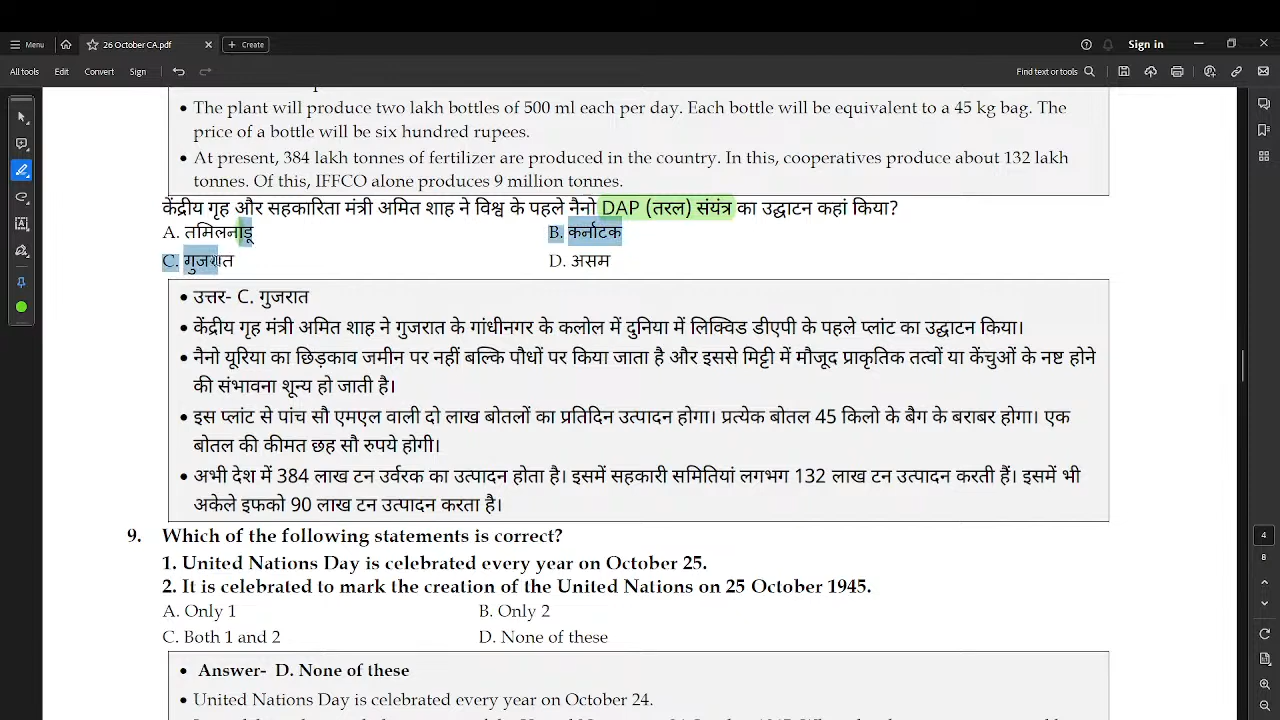 Menu
26 October CA.pdf
Create
Sign in
All tools
Edit
Convert
Sign
Find text or tools
• The plant will produce two lakh bottles of 500 ml each per day. Each bottle will be equivalent to a 45 kg bag. The
price of a bottle will be six hundred rupees.
• At present, 384 lakh tonnes of fertilizer are produced in the country. In this, cooperatives produce about 132 lakh
tonnes. Of this, IFFCO alone produces 9 million tonnes.
केंद्रीय गृह और सहकारिता मंत्री अमित शाह ने विश्व के पहले नैनो DAP (तरल) संयंत्र का उद्घाटन कहां किया?
A. तमिलनाडू
B. कर्नाटक
C. गुजरात
D. असम
• उत्तर- C. गुजरात
• केंद्रीय गृह मंत्री अमित शाह ने गुजरात के गांधीनगर के कलोल में दुनिया में लिक्विड डीएपी के पहले प्लांट का उद्घाटन किया।
• नैनो यूरिया का छिड़काव जमीन पर नहीं बल्कि पौधों पर किया जाता है और इससे मिट्टी में मौजूद प्राकृतिक तत्वों या केंचुओं के नष्ट होने
की संभावना शून्य हो जाती है।
• इस प्लांट से पांच सौ एमएल वाली दो लाख बोतलों का प्रतिदिन उत्पादन होगा। प्रत्येक बोतल 45 किलो के बैग के बराबर होगा। एक
बोतल की कीमत छह सौ रुपये होगी।
• अभी देश में 384 लाख टन उर्वरक का उत्पादन होता है। इसमें सहकारी समितियां लगभग 132 लाख टन उत्पादन करती हैं। इसमें भी
अकेले इफको 90 लाख टन उत्पादन करता है।
9. Which of the following statements is correct?
1. United Nations Day is celebrated every year on October 25.
2. It is celebrated to mark the creation of the United Nations on 25 October 1945.
A. Only 1
B. Only 2
C. Both 1 and 2
D. None of these
• Answer- D. None of these
• United Nations Day is celebrated every year on October 24.
4
8